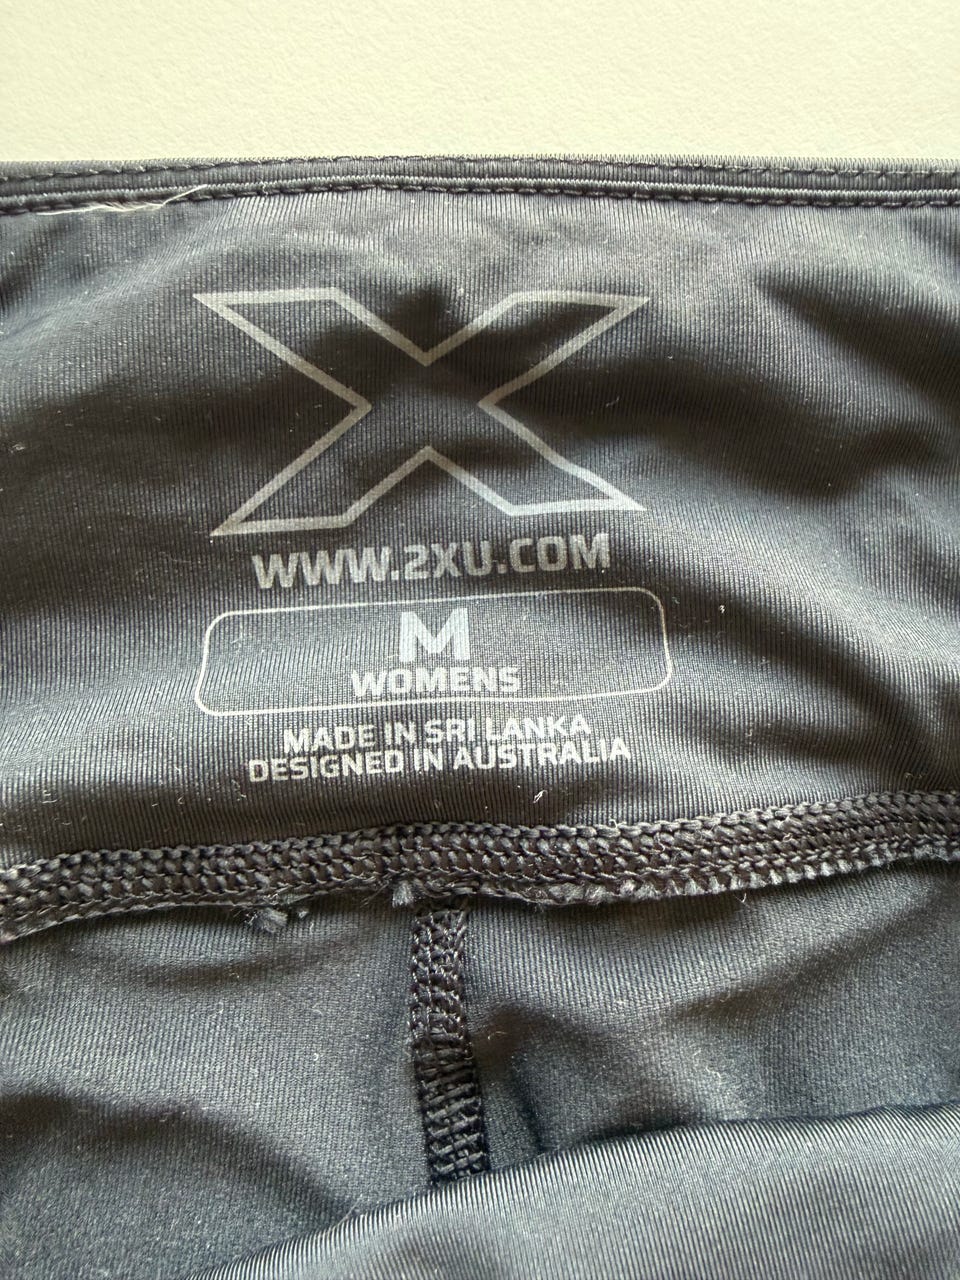 X
WWW.2XU.COM
M
WOMENS
MADE IN SRI LANKA
DESIGNED IN AUSTRALIA